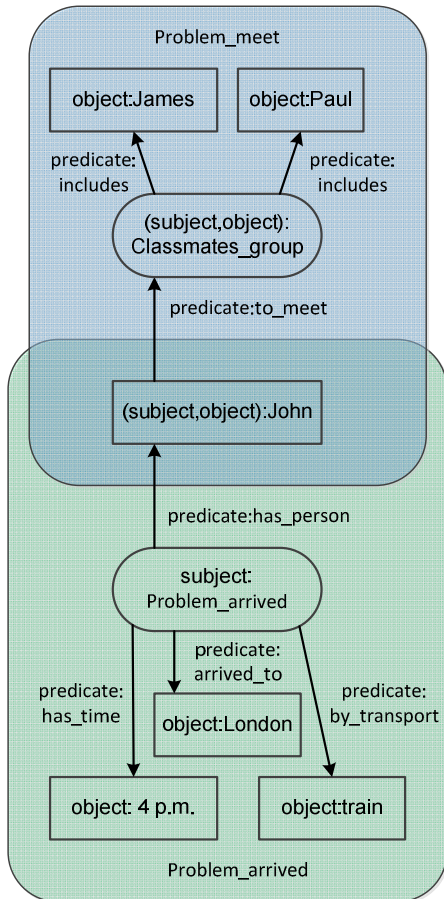 Problem_meet
object:James
object:Paul
predicate:
includes
predicate:
includes
(subject,object):
Classmates_group
predicate:to_meet
(subject,object):John
predicate:has_person
subject:
Problem_arrived
predicate:
arrived_to
predicate:
has_time
predicate:
by_transport
object:London
object: 4 p.m.
object:train
Problem_arrived